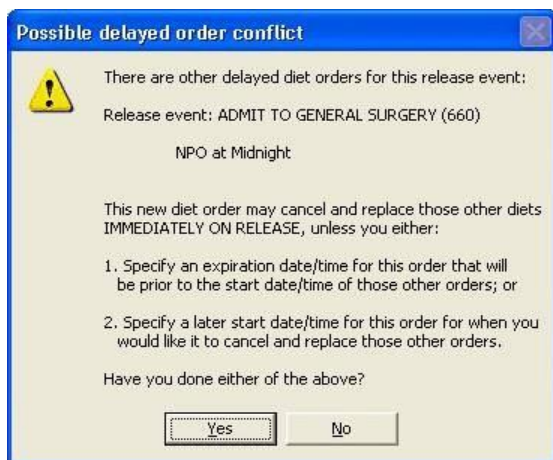 Possible delayed order conflict
There are other delayed diet orders for this release event:
Release event: ADMIT TO GENERAL SURGERY (660)
NPO at Midnight
This new diet order may cancel and replace those other diets
IMMEDIATELY ON RELEASE, unless you either:
1. Specify an expiration date/time for this order that will
be prior to the start date/time of those other orders; or
2. Specify a later start date/time for this order for when you
would like it to cancel and replace those other orders.
Have you done either of the above?
Yes No